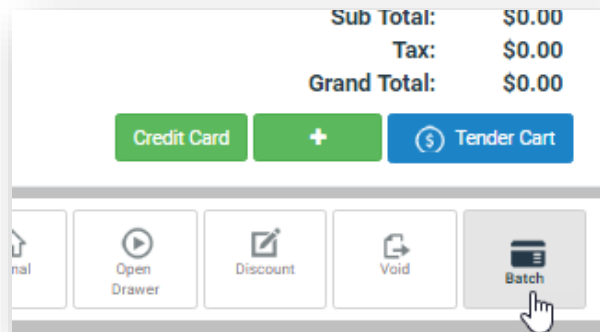 Sub Total: $0.00
Tax: $0.00
Grand Total: $0.00
Credit Card + Tender Cart
nal Open Drawer Discount Void Batch